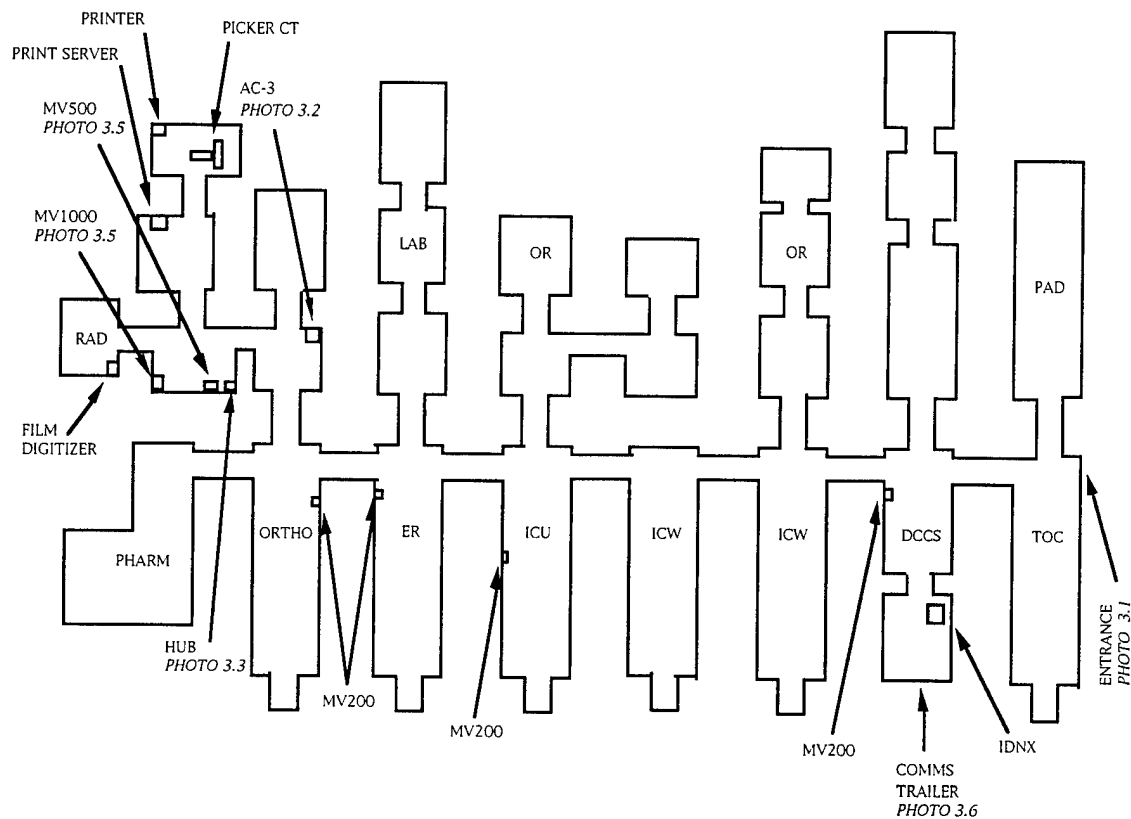 PRINTER
PICKER CT
PRINT SERVER
MV500
PHOTO 3.5
AC-3
PHOTO 3.2
MV1000
PHOTO 3.5
LAB
OR
OR
PAD
RAD
FILM
DIGITIZER
PHARM
ORTHO
ER
ICU
ICW
ICW
DCCS
TOC
HUB
PHOTO 3.3
MV200
MV200
MV200
IDNX
COMMS
TRAILER
PHOTO 3.6
ENTRANCE
PHOTO 3.1